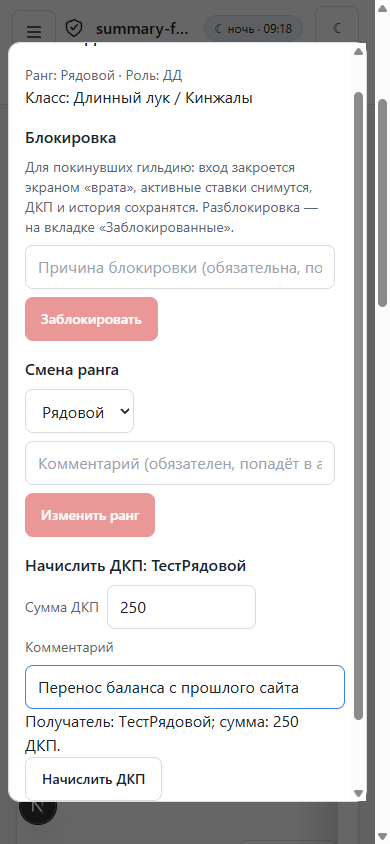 summary-f...
☾ ночь · 09:18
Ранг: Рядовой · Роль: ДД
Класс: Длинный лук / Кинжалы
Блокировка
Для покинувших гильдию: вход закроется
экраном «врата», активные ставки снимутся,
ДКП и история сохранятся. Разблокировка —
на вкладке «Заблокированные».
Причина блокировки (обязательна, по
Заблокировать
Смена ранга
Рядовой
Комментарий (обязателен, попадёт в а
Изменить ранг
Начислить ДКП: ТестРядовой
Сумма ДКП 250
Комментарий
Перенос баланса с прошлого сайта
Получатель: ТестРядовой; сумма: 250
ДКП.
Начислить ДКП